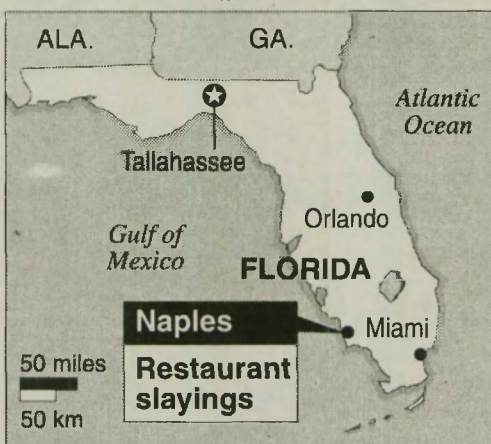 ALA.
GA.
Atlantic
Ocean
Tallahassee
Orlando
Gulf of
Mexico
FLORIDA
Naples
Miami
Restaurant
slayings
50 miles
50 km